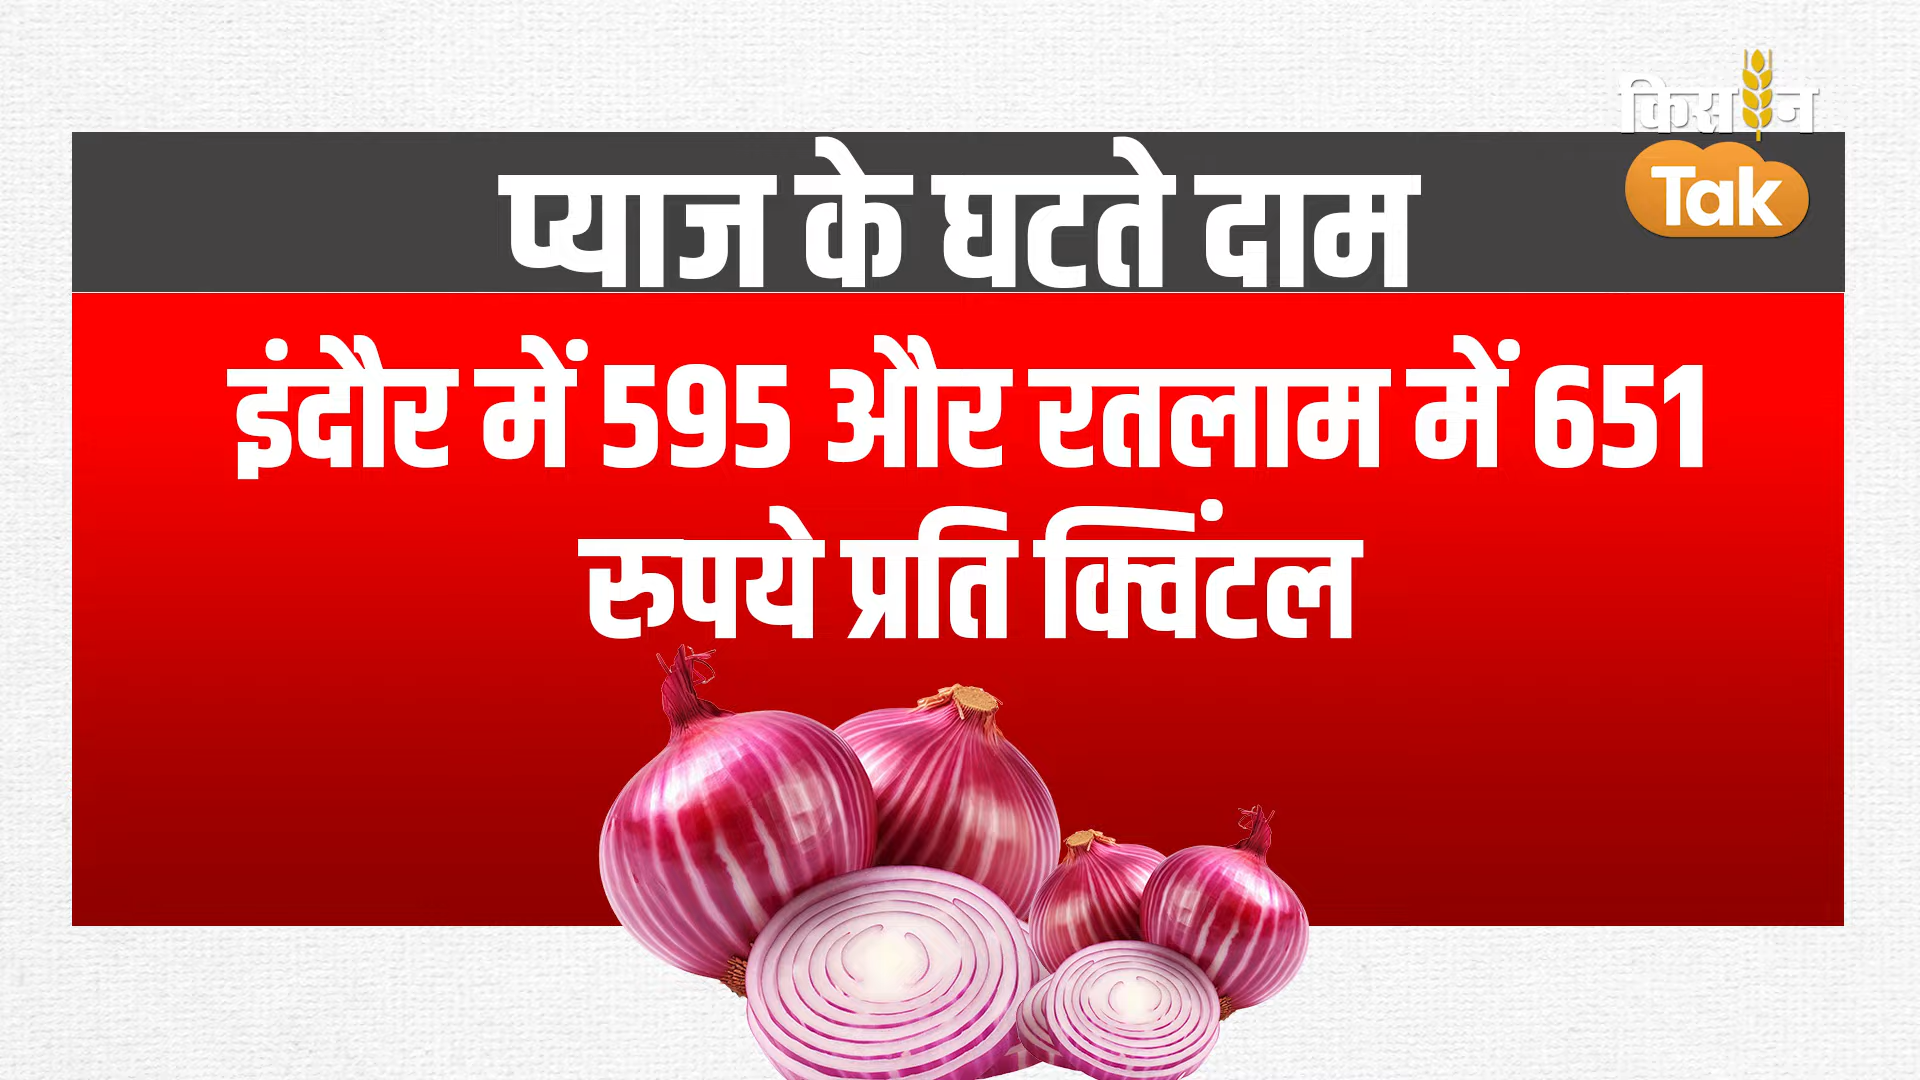 किसान
Tak
प्याज के घटते दाम
इंदौर में 595 और रतलाम में 651
रुपये प्रति क्विंटल